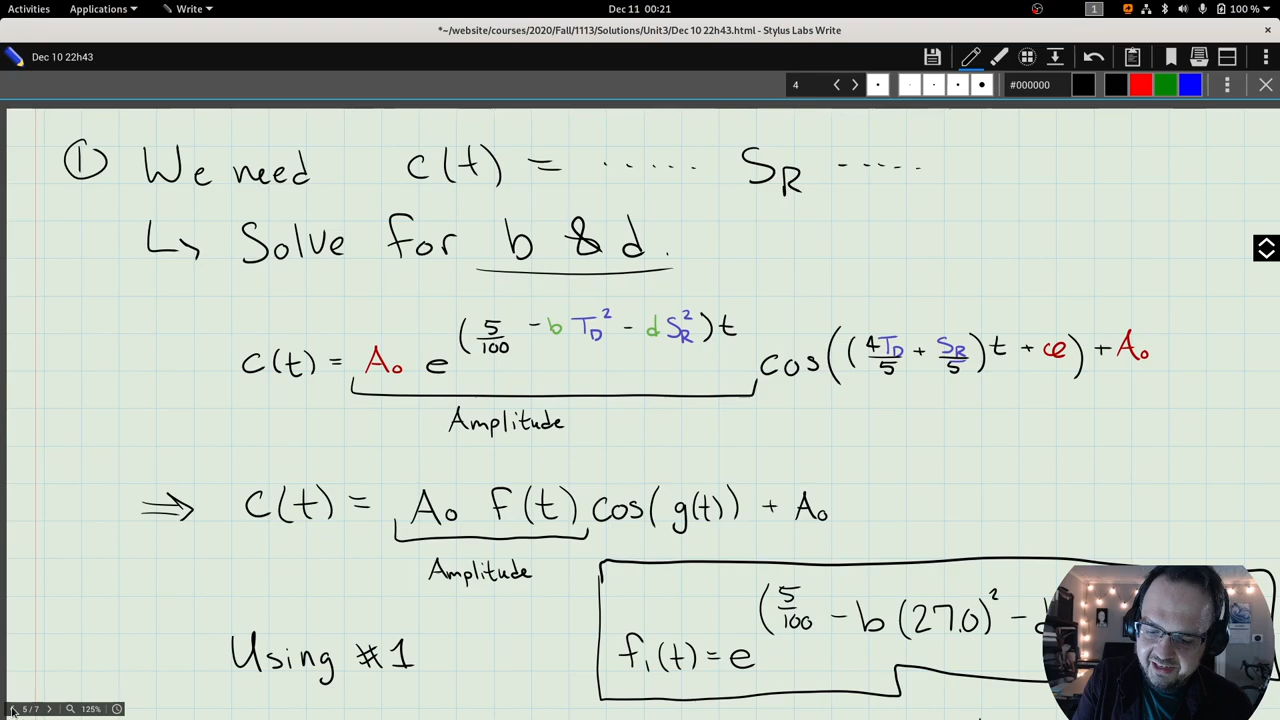 Activities Applications ▾ Write ▾ Dec 11 00:21 1 100 % ▾
*~/website/courses/2020/Fall/1113/Solutions/Unit3/Dec 10 22h43.html - Stylus Labs Write ×
Dec 10 22h43
4 #000000
① We need c(t) = ...... S_R -----
↳ Solve for b & d.
c(t) = A₀ e^((5/100 - b T_D² - d S_R²)t) cos((4T_D/5 + S_R/5)t + φ) + A₀
Amplitude
⇒ c(t) = A₀ f(t) cos(g(t)) + A₀
Amplitude
Using #1
f₁(t) = e^((5/100 - b(27.0)² - d
5 / 7 125%